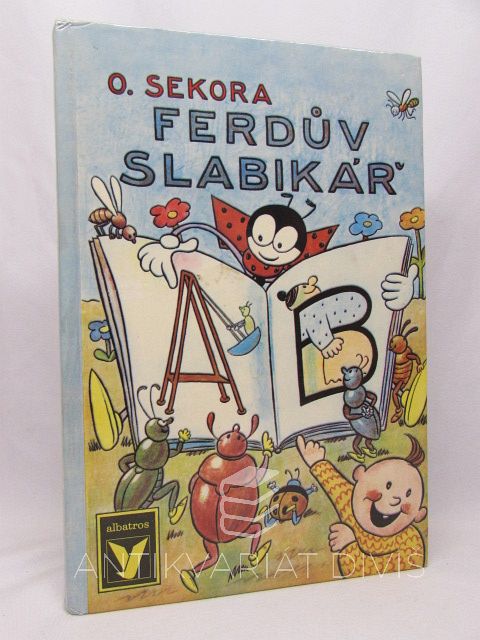 O. SEKORA
FERDŮV
SLABIKÁŘ
A B
albatros
ANTIKVARIÁT DIVIŠ